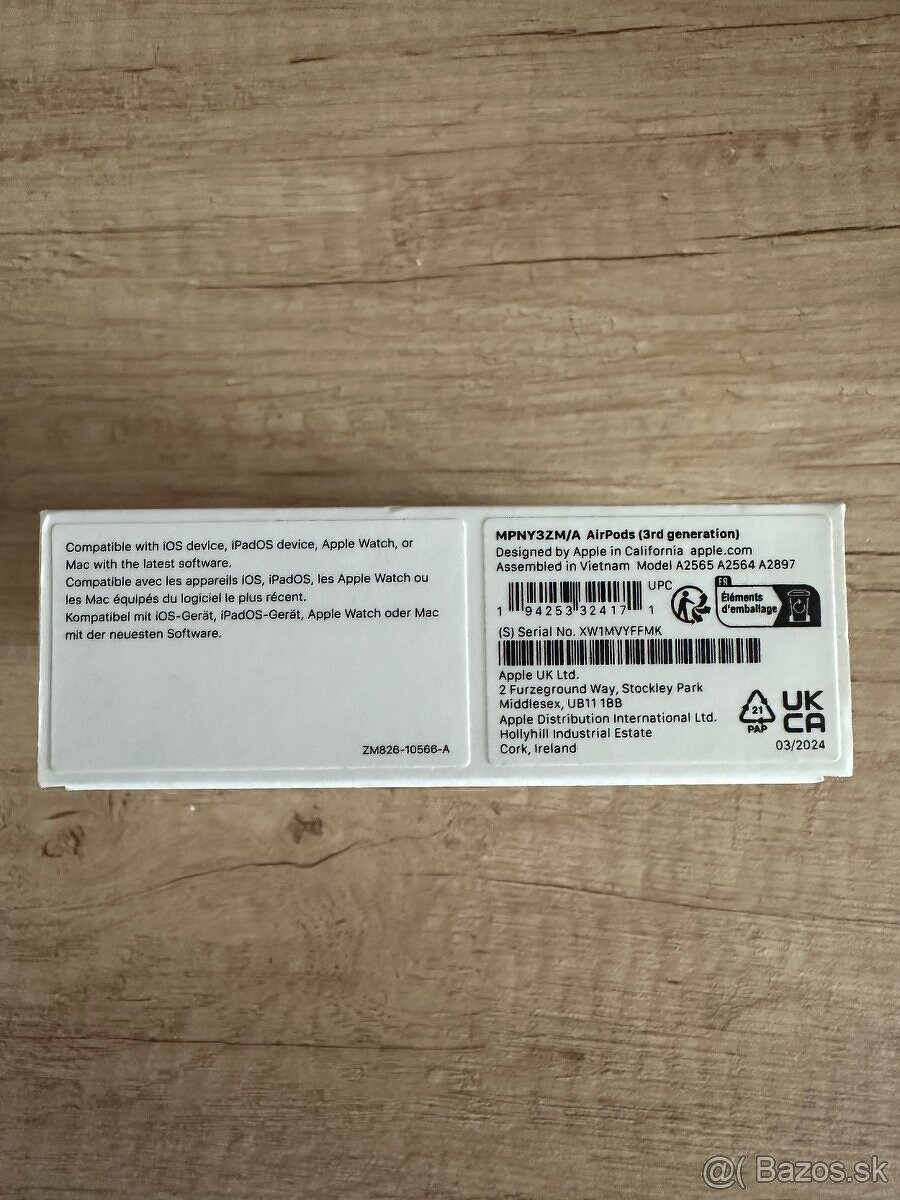 Compatible with iOS device, iPadOS device, Apple Watch, or
Mac with the latest software.
Compatible avec les appareils iOS, iPadOS, les Apple Watch ou
les Mac équipés du logiciel le plus récent.
Kompatibel mit iOS-Gerät, iPadOS-Gerät, Apple Watch oder Mac
mit der neuesten Software.
ZM826-10566-A
MPNY3ZM/A AirPods (3rd generation)
Designed by Apple in California apple.com
Assembled in Vietnam Model A2565 A2564 A2897
UPC
1 94253 32417 1
FR
Éléments
d'emballage
(S) Serial No. XW1MVYFFMK
Apple UK Ltd.
2 Furzeground Way, Stockley Park
Middlesex, UB11 1BB
Apple Distribution International Ltd.
Hollyhill Industrial Estate
Cork, Ireland
21
PAP
UK
CA
03/2024
@( Bazos.sk